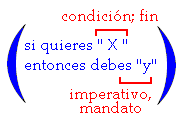 condición; fin
si quieres " X "
entonces debes "y"
imperativo,
mandato